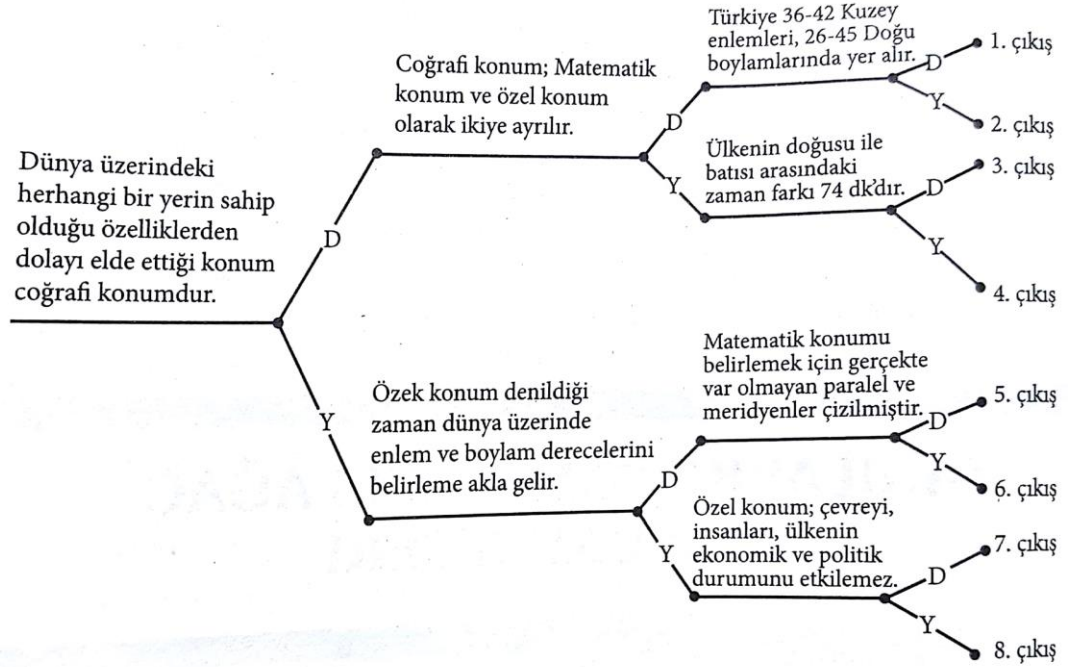 Dünya üzerindeki
herhangi bir yerin sahip
olduğu özelliklerden
dolayı elde ettiği konum
coğrafi konumdur.
D
Y
Coğrafi konum; Matematik
konum ve özel konum
olarak ikiye ayrılır.
D
Y
Türkiye 36-42 Kuzey
enlemleri, 26-45 Doğu
boylamlarında yer alır.
D
Y
1. çıkış
2. çıkış
Ülkenin doğusu ile
batısı arasındaki
zaman farkı 74 dk'dır.
D
Y
3. çıkış
4. çıkış
Özek konum denildiği
zaman dünya üzerinde
enlem ve boylam derecelerini
belirleme akla gelir.
D
Y
Matematik konumu
belirlemek için gerçekte
var olmayan paralel ve
meridyenler çizilmiştir.
D
Y
5. çıkış
6. çıkış
Özel konum; çevreyi,
insanları, ülkenin
ekonomik ve politik
durumunu etkilemez.
D
Y
7. çıkış
8. çıkış